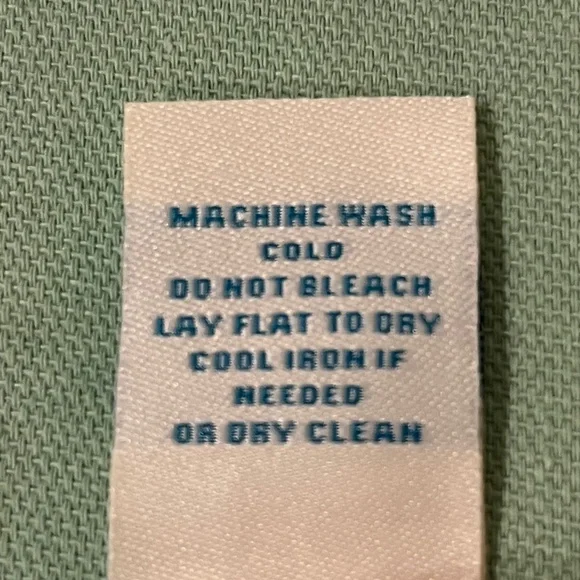 MACHINE WASH
COLD
DO NOT BLEACH
LAY FLAT TO DRY
COOL IRON IF
NEEDED
OR DRY CLEAN